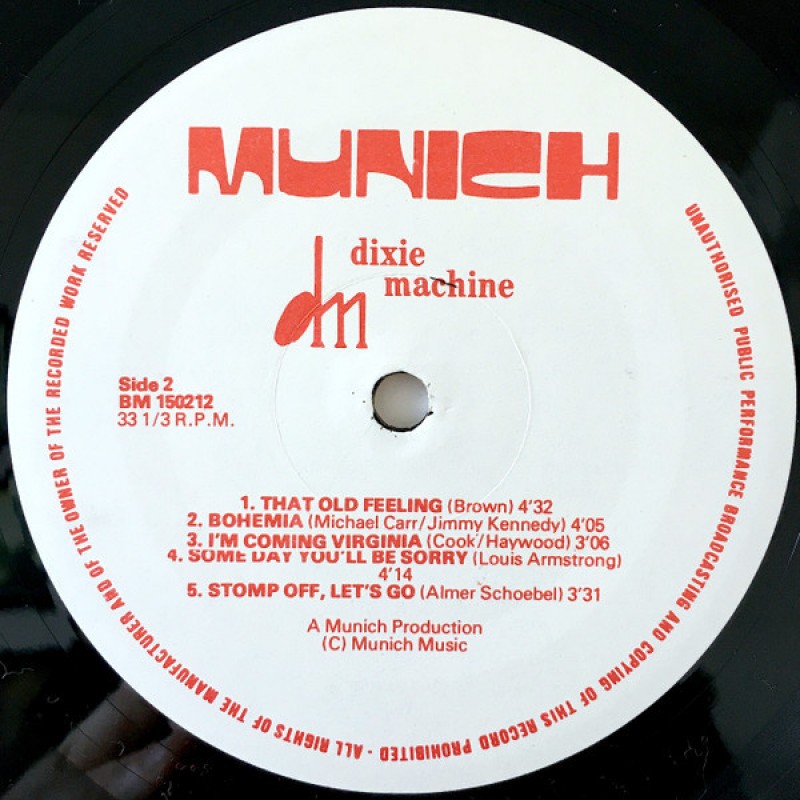 MUNICH
dm
dixie
machine
Side 2
BM 150212
33 1/3 R.P.M.
1. THAT OLD FEELING (Brown) 4'32
2. BOHEMIA (Michael Carr/Jimmy Kennedy) 4'05
3. I'M COMING VIRGINIA (Cook/Haywood) 3'06
4. SOME DAY YOU'LL BE SORRY (Louis Armstrong)
4'14
5. STOMP OFF, LET'S GO (Almer Schoebel) 3'31
A Munich Production
(C) Munich Music
UNAUTHORISED PUBLIC PERFORMANCE BROADCASTING AND COPYING OF THIS RECORD PROHIBITED - ALL RIGHTS OF THE MANUFACTURER AND OF THE OWNER OF THE RECORDED WORK RESERVED